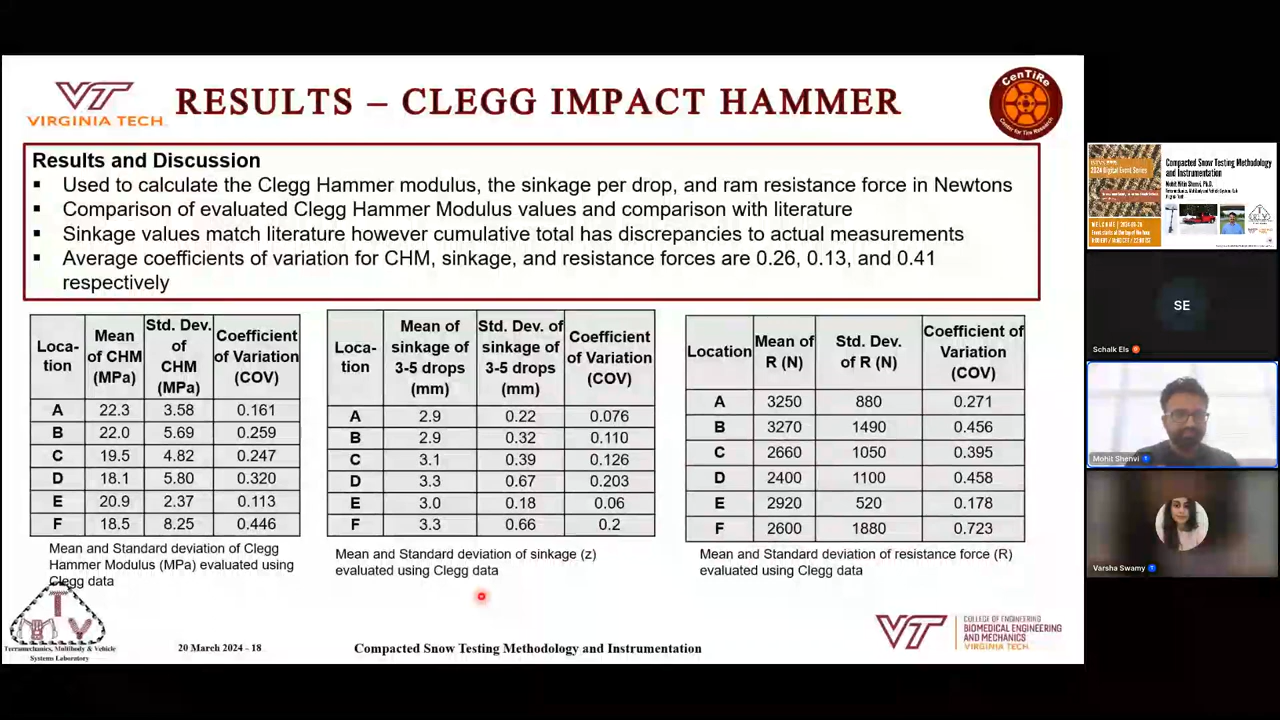 VT
VIRGINIA TECH
RESULTS – CLEGG IMPACT HAMMER
CenTiRe
Center for Tire Research
Results and Discussion
▪ Used to calculate the Clegg Hammer modulus, the sinkage per drop, and ram resistance force in Newtons
▪ Comparison of evaluated Clegg Hammer Modulus values and comparison with literature
▪ Sinkage values match literature however cumulative total has discrepancies to actual measurements
▪ Average coefficients of variation for CHM, sinkage, and resistance forces are 0.26, 0.13, and 0.41
respectively
Loca-tion Mean of CHM (MPa) Std. Dev. of CHM (MPa) Coefficient of Variation (COV)
A 22.3 3.58 0.161
B 22.0 5.69 0.259
C 19.5 4.82 0.247
D 18.1 5.80 0.320
E 20.9 2.37 0.113
F 18.5 8.25 0.446
Mean and Standard deviation of Clegg
Hammer Modulus (MPa) evaluated using
Clegg data
Loca-tion Mean of sinkage of 3-5 drops (mm) Std. Dev. of sinkage of 3-5 drops (mm) Coefficient of Variation (COV)
A 2.9 0.22 0.076
B 2.9 0.32 0.110
C 3.1 0.39 0.126
D 3.3 0.67 0.203
E 3.0 0.18 0.06
F 3.3 0.66 0.2
Mean and Standard deviation of sinkage (z)
evaluated using Clegg data
Location Mean of R (N) Std. Dev. of R (N) Coefficient of Variation (COV)
A 3250 880 0.271
B 3270 1490 0.456
C 2660 1050 0.395
D 2400 1100 0.458
E 2920 520 0.178
F 2600 1880 0.723
Mean and Standard deviation of resistance force (R)
evaluated using Clegg data
Terramechanics, Multibody & Vehicle
Systems Laboratory
20 March 2024 - 18
Compacted Snow Testing Methodology and Instrumentation
VT
COLLEGE OF ENGINEERING
BIOMEDICAL ENGINEERING
AND MECHANICS
VIRGINIA TECH
2024 Digital Event Series
Compacted Snow Testing Methodology
and Instrumentation
SE
Schalk Els
Mohit Shenvi
Varsha Swamy